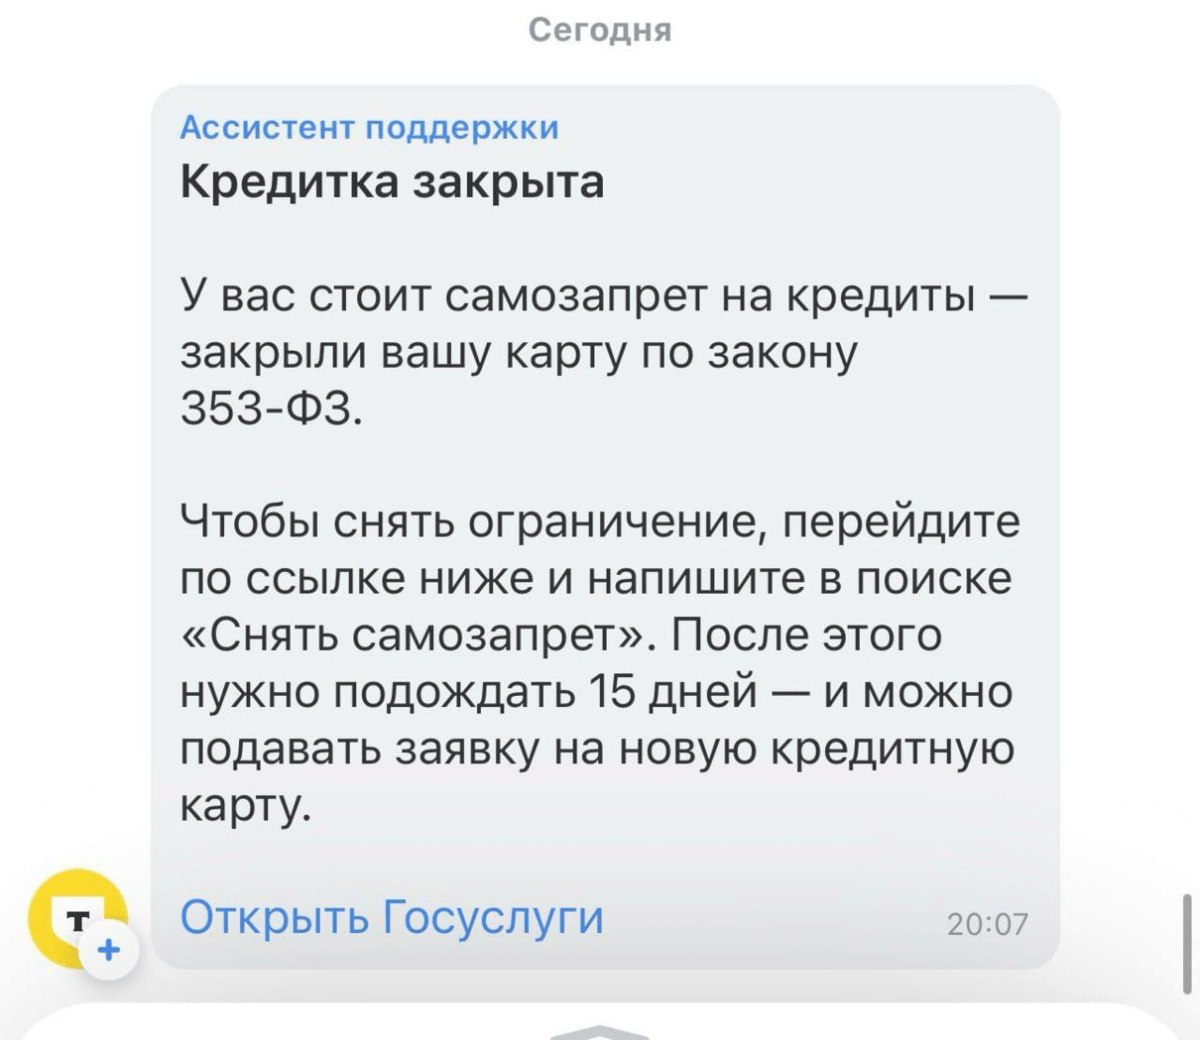 Сегодня
Ассистент поддержки
Кредитка закрыта
У вас стоит самозапрет на кредиты —
закрыли вашу карту по закону
353-ФЗ.
Чтобы снять ограничение, перейдите
по ссылке ниже и напишите в поиске
«Снять самозапрет». После этого
нужно подождать 15 дней — и можно
подавать заявку на новую кредитную
карту.
Открыть Госуслуги
20:07
Т
+